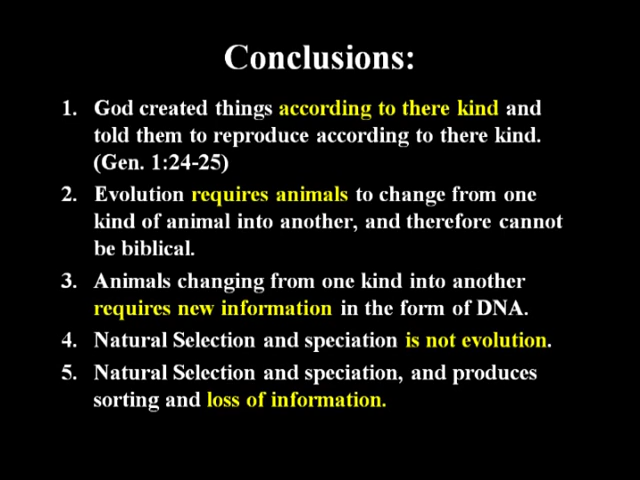 Conclusions:
1. God created things according to there kind and
told them to reproduce according to there kind.
(Gen. 1:24-25)
2. Evolution requires animals to change from one
kind of animal into another, and therefore cannot
be biblical.
3. Animals changing from one kind into another
requires new information in the form of DNA.
4. Natural Selection and speciation is not evolution.
5. Natural Selection and speciation, and produces
sorting and loss of information.